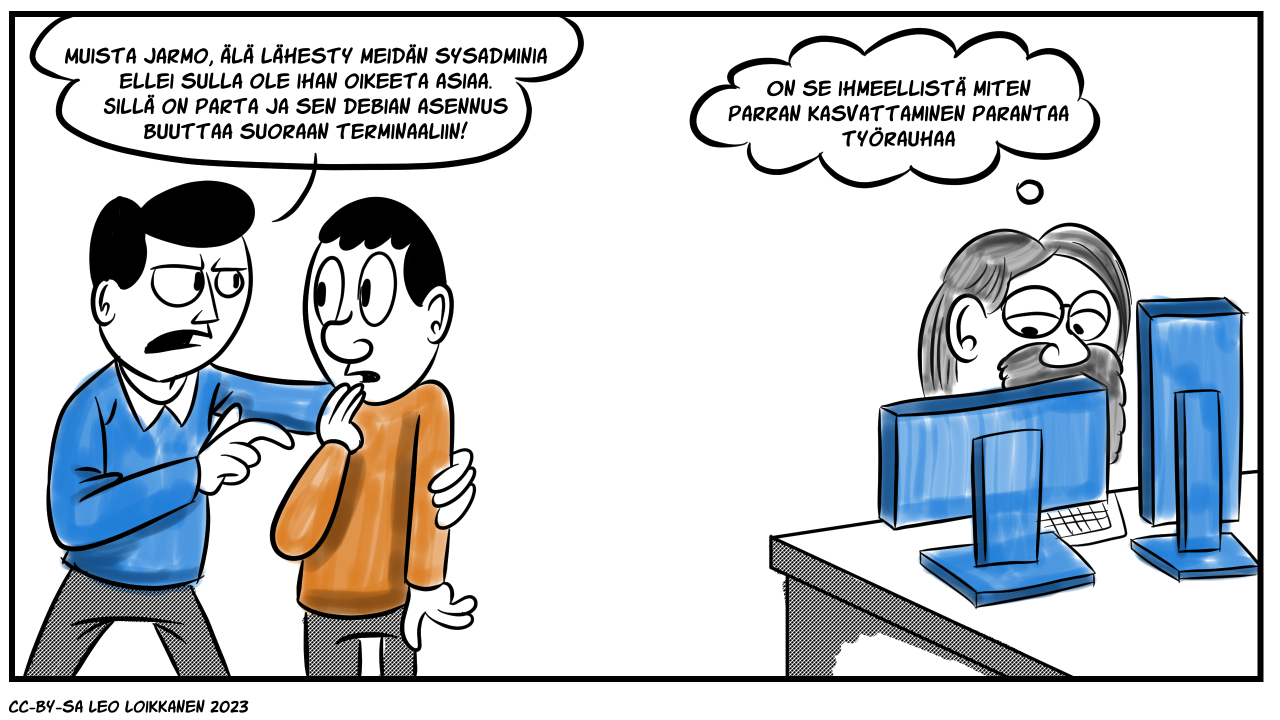 MUISTA JARMO, ÄLÄ LÄHESTY MEIDÄN SYSADMINIA
ELLEI SULLA OLE IHAN OIKEETA ASIAA.
SILLÄ ON PARTA JA SEN DEBIAN ASENNUS
BUUTTAA SUORAAN TERMINAALIIN!
ON SE IHMEELLISTÄ MITEN
PARRAN KASVATTAMINEN PARANTAA
TYÖRAUHAA
CC-BY-SA LEO LOIKKANEN 2023